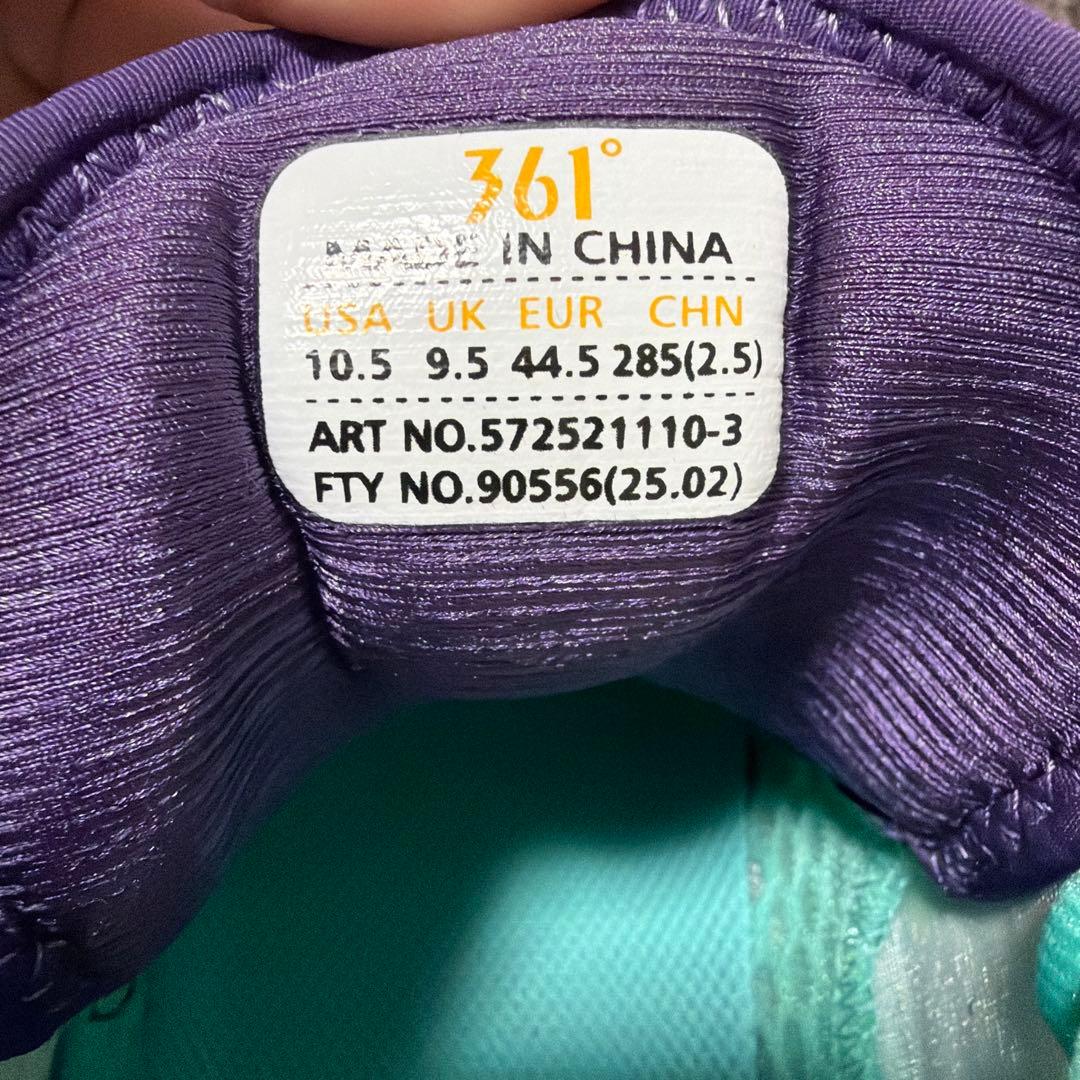 361°
MADE IN CHINA
USA UK EUR CHN
10.5 9.5 44.5 285(2.5)
ART NO.572521110-3
FTY NO.90556(25.02)